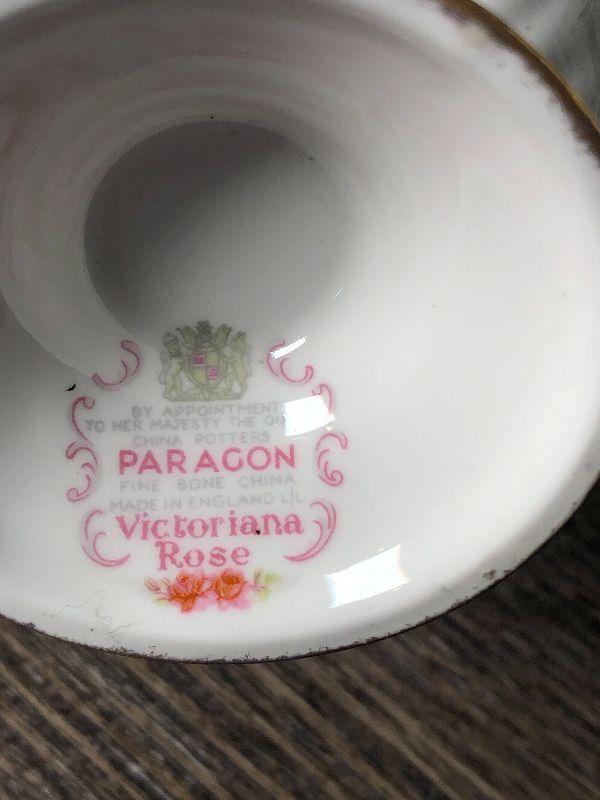 BY APPOINTMENT
TO HER MAJESTY THE
CHINA POTTERS
PARAGON
FINE BONE CHINA
MADE IN ENGLAND
Victoriana
Rose